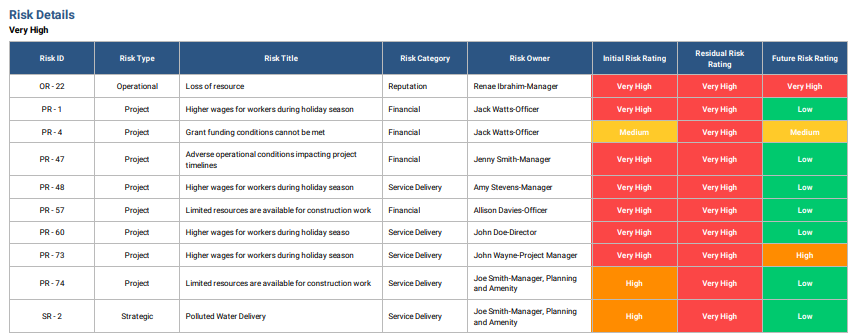 Risk Details
Very High
Risk ID Risk Type Risk Title Risk Category Risk Owner Initial Risk Rating Residual Risk Rating Future Risk Rating
OR - 22 Operational Loss of resource Reputation Renae Ibrahim-Manager Very High Very High Very High
PR - 1 Project Higher wages for workers during holiday season Financial Jack Watts-Officer Very High Very High Low
PR - 4 Project Grant funding conditions cannot be met Financial Jack Watts-Officer Medium Very High Medium
PR - 47 Project Adverse operational conditions impacting project timelines Financial Jenny Smith-Manager Very High Very High Low
PR - 48 Project Higher wages for workers during holiday season Service Delivery Amy Stevens-Manager Very High Very High Low
PR - 57 Project Limited resources are available for construction work Financial Allison Davies-Officer Very High Very High Low
PR - 60 Project Higher wages for workers during holiday seaso Service Delivery John Doe-Director Very High Very High Low
PR - 73 Project Higher wages for workers during holiday season Service Delivery John Wayne-Project Manager Very High Very High High
PR - 74 Project Limited resources are available for construction work Service Delivery Joe Smith-Manager, Planning and Amenity High Very High Low
SR - 2 Strategic Polluted Water Delivery Service Delivery Joe Smith-Manager, Planning and Amenity High Very High Low